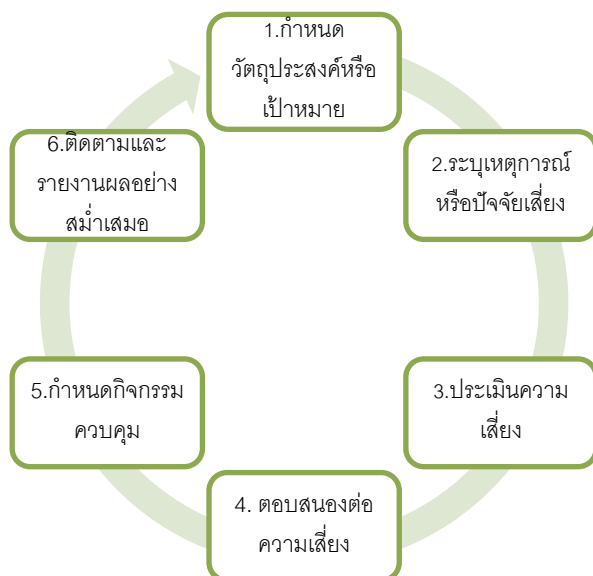 1.กำหนด
วัตถุประสงค์หรือ
เป้าหมาย
2.ระบุเหตุการณ์
หรือปัจจัยเสี่ยง
3.ประเมินความ
เสี่ยง
4. ตอบสนองต่อ
ความเสี่ยง
5.กำหนดกิจกรรม
ควบคุม
6.ติดตามและ
รายงานผลอย่าง
สม่ำเสมอ